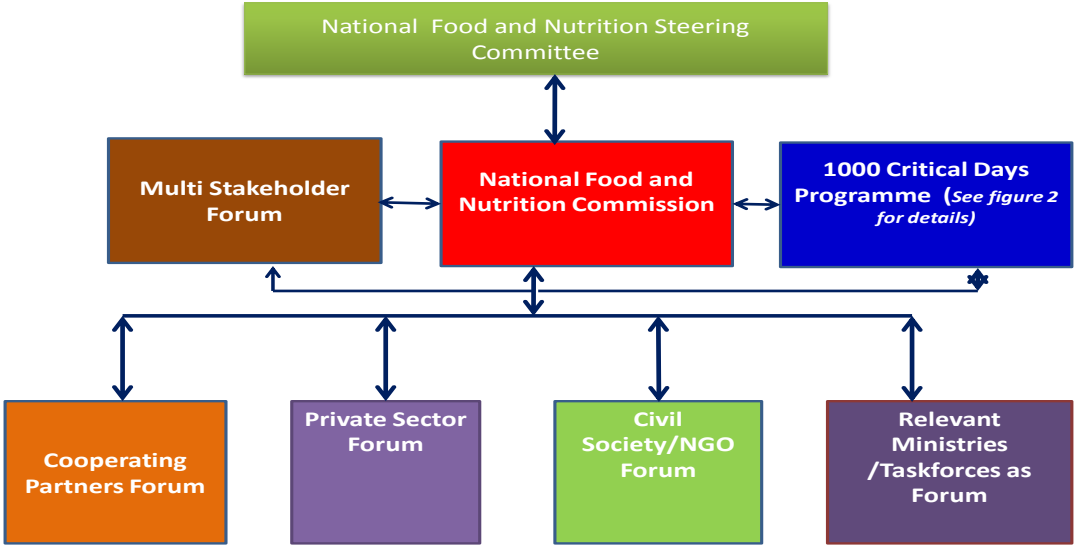 National Food and Nutrition Steering
Committee
Multi Stakeholder
Forum
National Food and
Nutrition Commission
1000 Critical Days
Programme (See figure 2
for details)
Cooperating
Partners Forum
Private Sector
Forum
Civil
Society/NGO
Forum
Relevant
Ministries
/Taskforces as
Forum